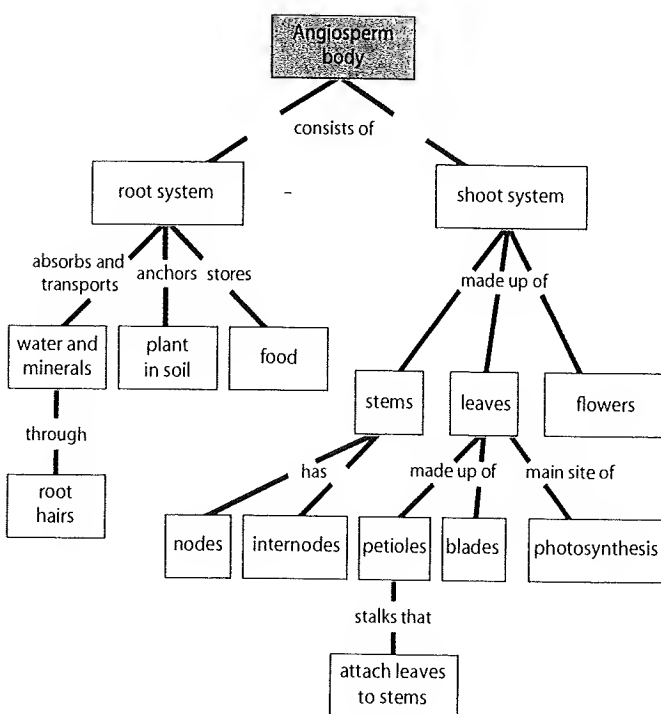 Angiosperm
body
consists of
root system
shoot system
absorbs and
transports
anchors
stores
made up of
water and
minerals
plant
in soil
food
stems
leaves
flowers
through
root
hairs
has
made up of
main site of
nodes
internodes
petioles
blades
photosynthesis
stalks that
attach leaves
to stems